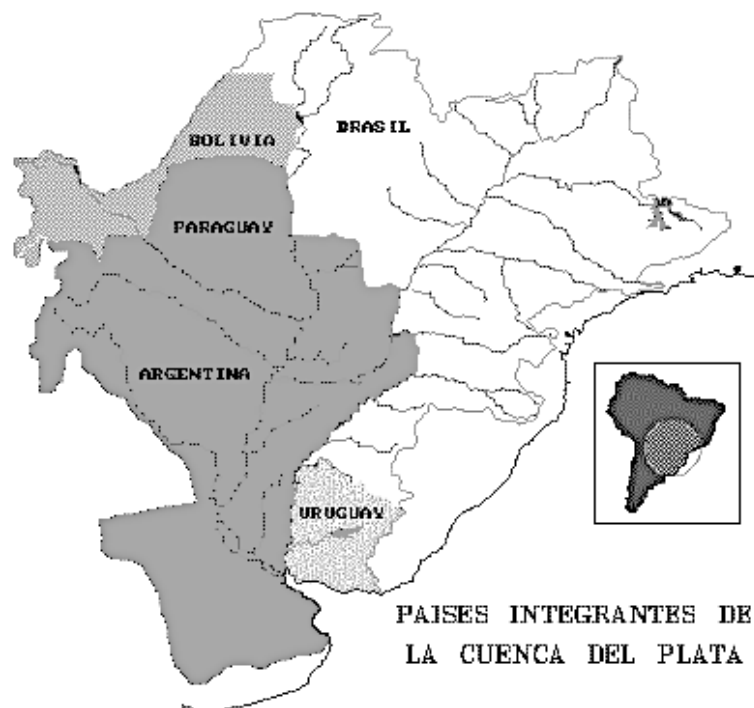 BOLIVIA
BRASIL
PARAGUAY
ARGENTINA
URUGUAY
PAISES INTEGRANTES DE
LA CUENCA DEL PLATA